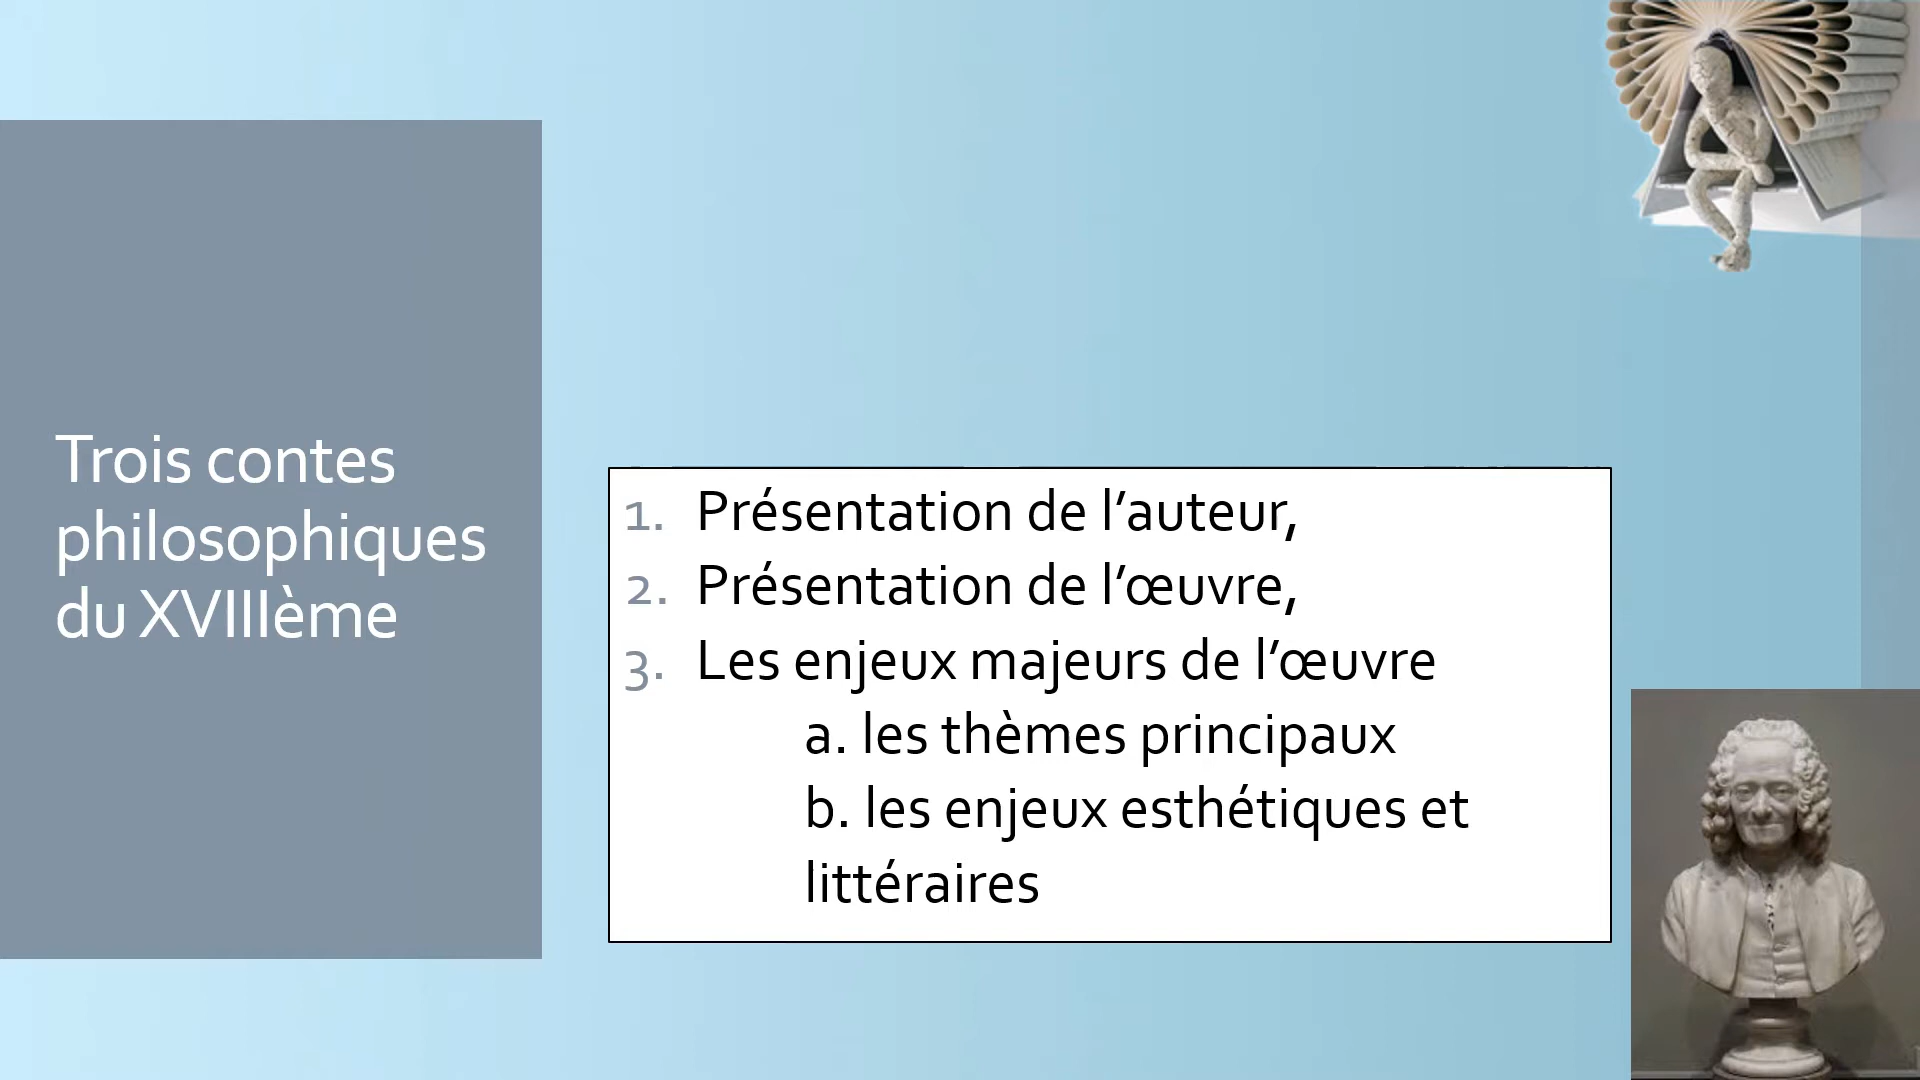 Trois contes
philosophiques
du XVIIIème
1. Présentation de l’auteur,
2. Présentation de l’œuvre,
3. Les enjeux majeurs de l’œuvre
a. les thèmes principaux
b. les enjeux esthétiques et
littéraires